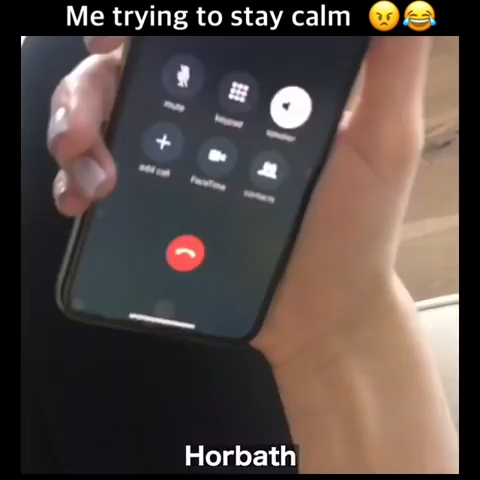 Me trying to stay calm 😠😂
mute
keypad
speaker
add call
FaceTime
contacts
Horbath